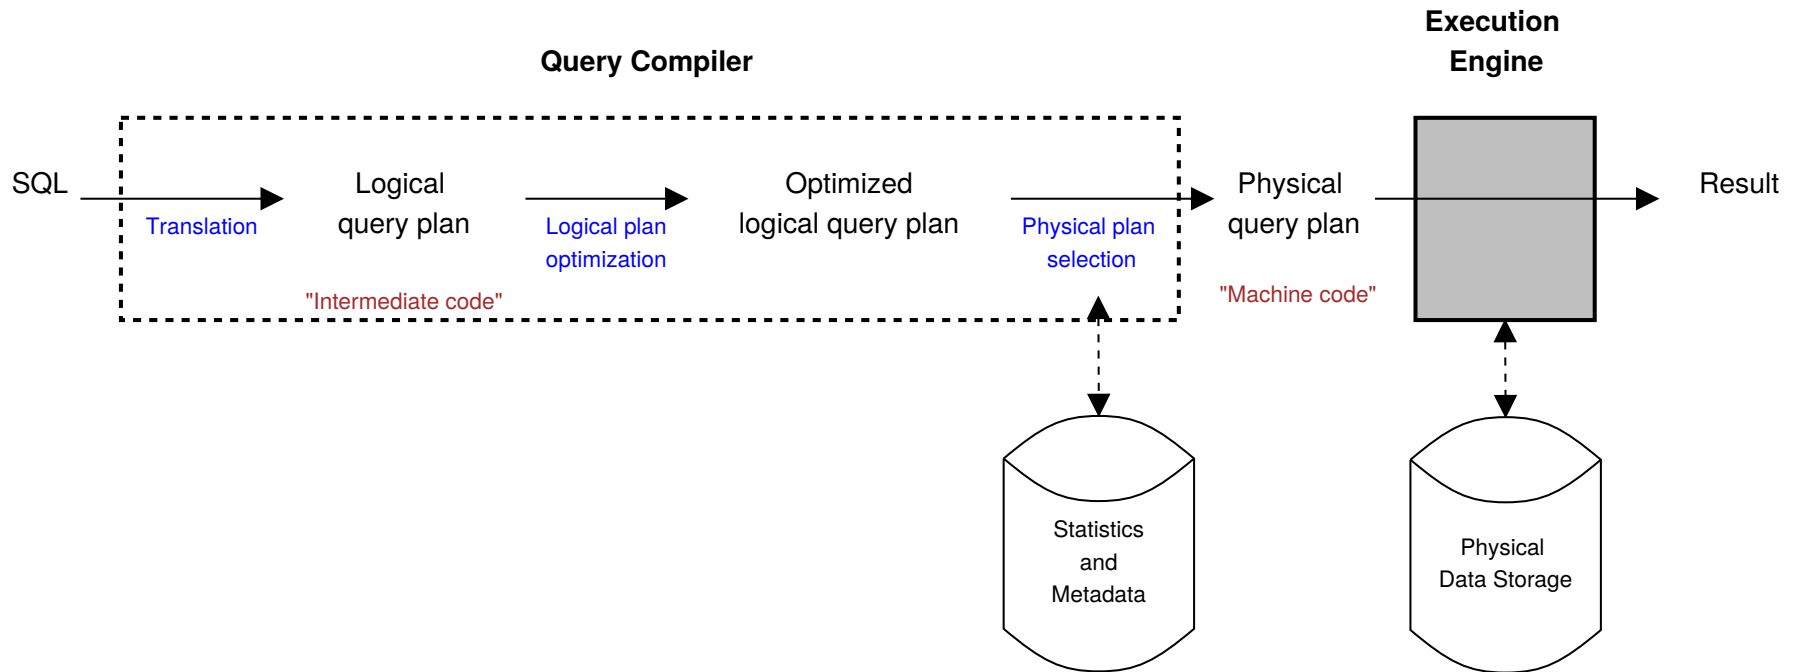 Execution
Engine
Query Compiler
SQL
Translation
Logical
query plan
"Intermediate code"
Logical plan
optimization
Optimized
logical query plan
Physical plan
selection
Physical
query plan
"Machine code"
Result
Statistics
and
Metadata
Physical
Data Storage